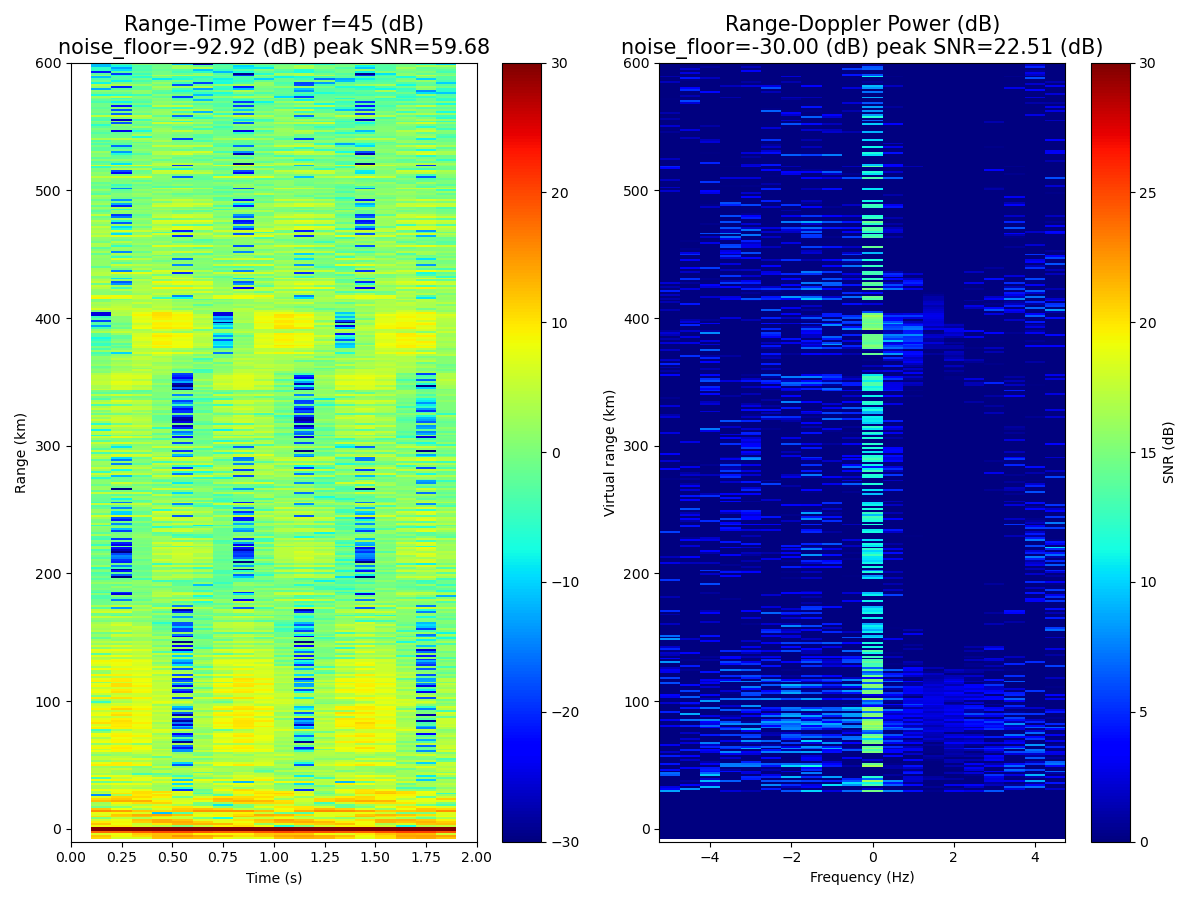 Range-Time Power f=45 (dB)
noise_floor=-92.92 (dB) peak SNR=59.68
Range (km)
600
500
400
300
200
100
0
0.00 0.25 0.50 0.75 1.00 1.25 1.50 1.75 2.00
Time (s)
30
20
10
0
−10
−20
−30
Range-Doppler Power (dB)
noise_floor=-30.00 (dB) peak SNR=22.51 (dB)
Virtual range (km)
600
500
400
300
200
100
0
−4 −2 0 2 4
Frequency (Hz)
30
25
20
15
10
5
0
SNR (dB)